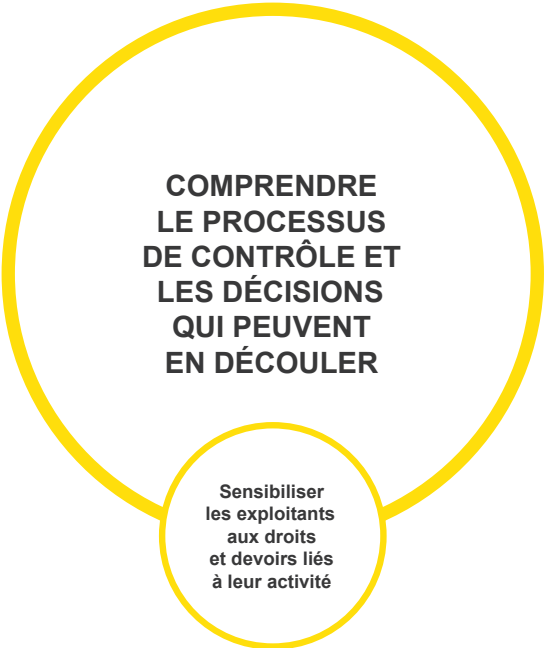 COMPRENDRE
LE PROCESSUS
DE CONTRÔLE ET
LES DÉCISIONS
QUI PEUVENT
EN DÉCOULER
Sensibiliser
les exploitants
aux droits
et devoirs liés
à leur activité